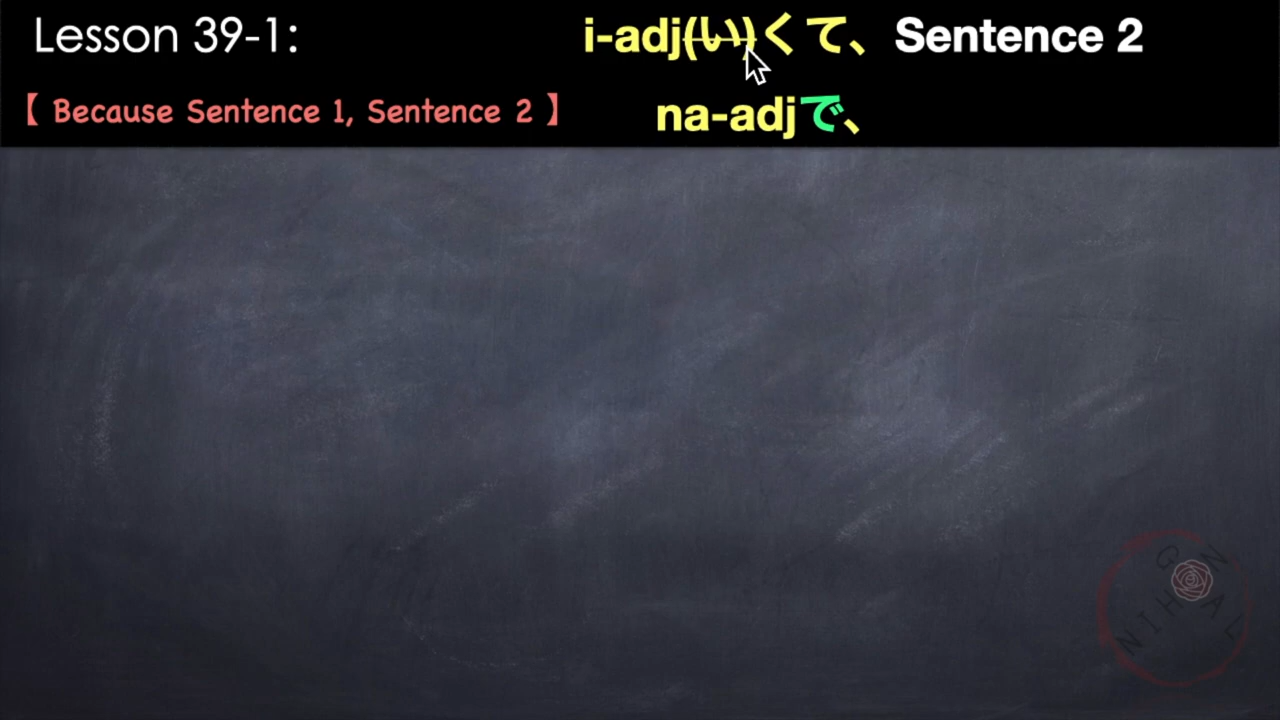 Lesson 39-1:
i-adj(い)くて、 Sentence 2
【 Because Sentence 1, Sentence 2 】
na-adjで、
NIHONGOAL